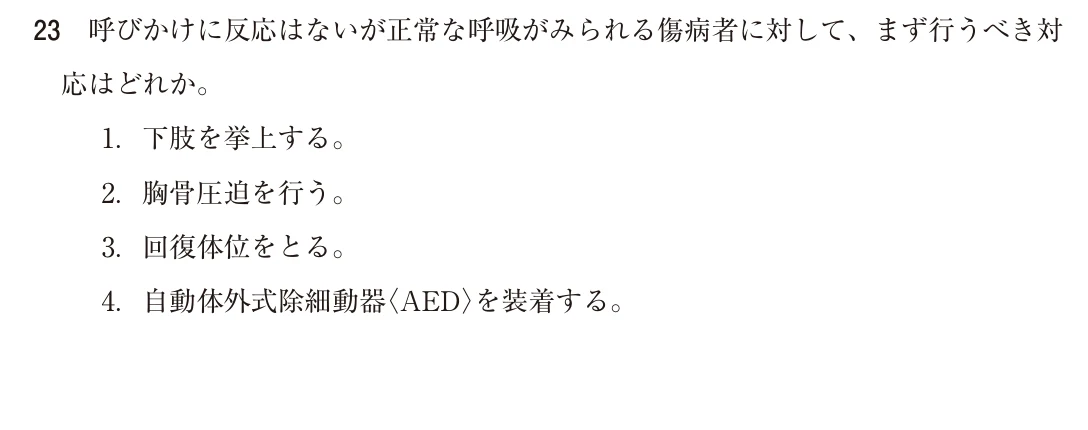 23 呼びかけに反応はないが正常な呼吸がみられる傷病者に対して、まず行うべき対
応はどれか。
1. 下肢を挙上する。
2. 胸骨圧迫を行う。
3. 回復体位をとる。
4. 自動体外式除細動器〈AED〉を装着する。